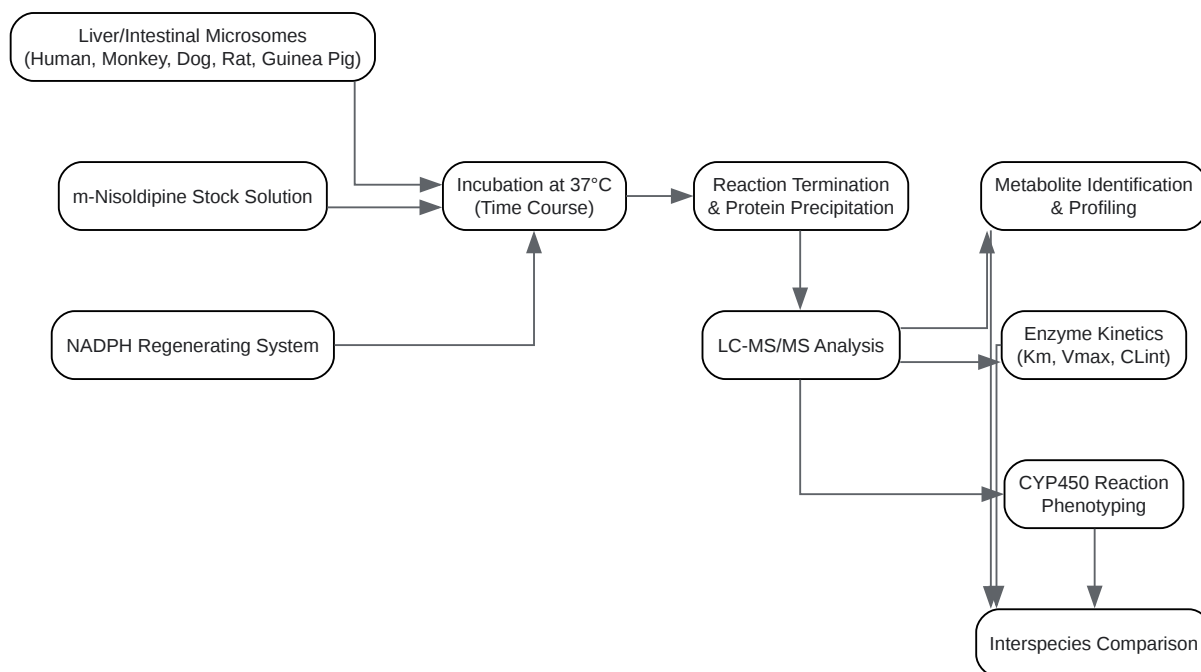 Liver/Intestinal Microsomes
(Human, Monkey, Dog, Rat, Guinea Pig)
m-Nisoldipine Stock Solution
Incubation at 37°C
(Time Course)
Reaction Termination
& Protein Precipitation
Metabolite Identification
& Profiling
NADPH Regenerating System
LC-MS/MS Analysis
Enzyme Kinetics
(Km, Vmax, CLint)
CYP450 Reaction
Phenotyping
Interspecies Comparison